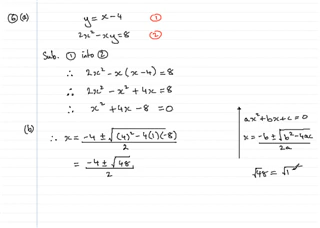 6 (a) y = x - 4 ①
2x² - xy = 8 ②
Sub. ① into ②
∴ 2x² - x(x - 4) = 8
∴ 2x² - x² + 4x = 8
∴ x² + 4x - 8 = 0
(b) ∴ x = (-4 ± √((4)² - 4(1)(-8))) / 2
= (-4 ± √48) / 2
ax² + bx + c = 0
x = (-b ± √(b² - 4ac)) / 2a
√48 = √1